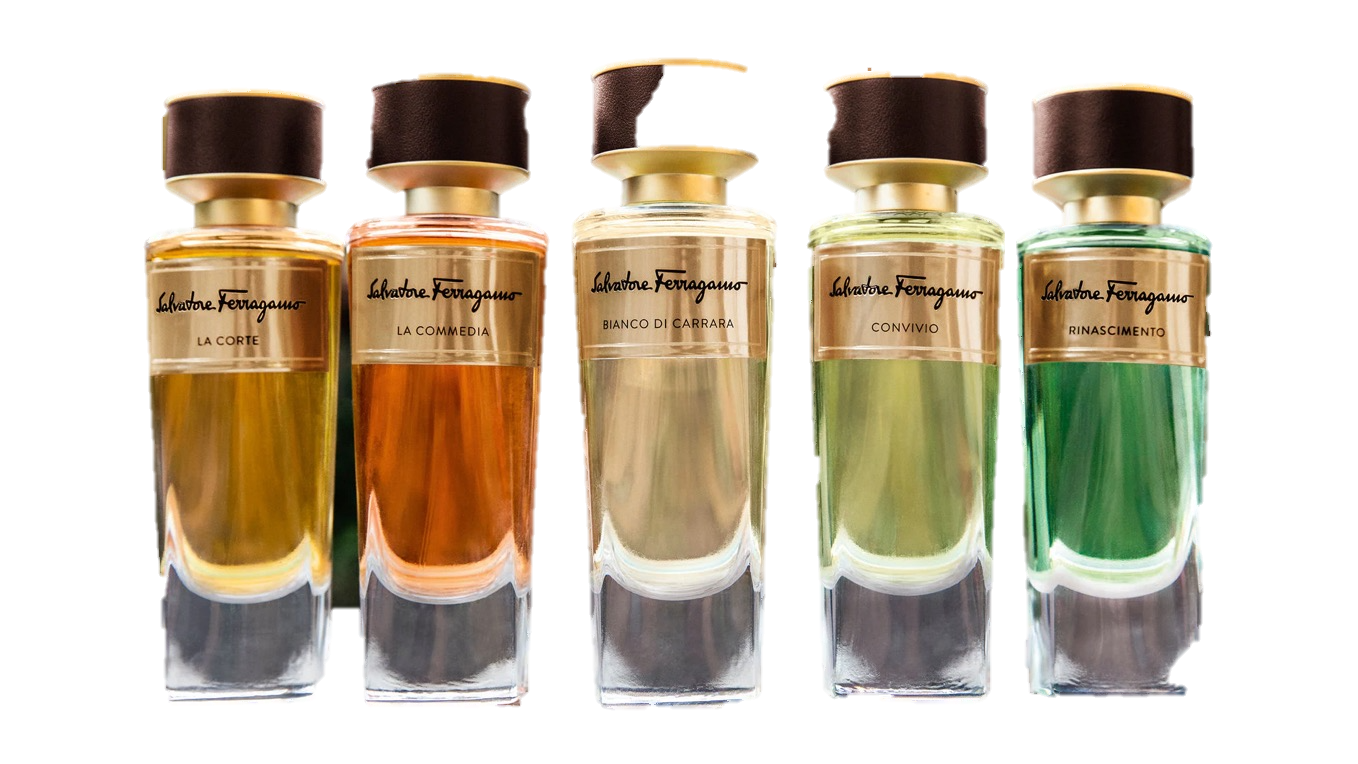 Salvatore Ferragamo
LA CORTE
Salvatore Ferragamo
LA COMMEDIA
Salvatore Ferragamo
BIANCO DI CARRARA
Salvatore Ferragamo
CONVIVIO
Salvatore Ferragamo
RINASCIMENTO